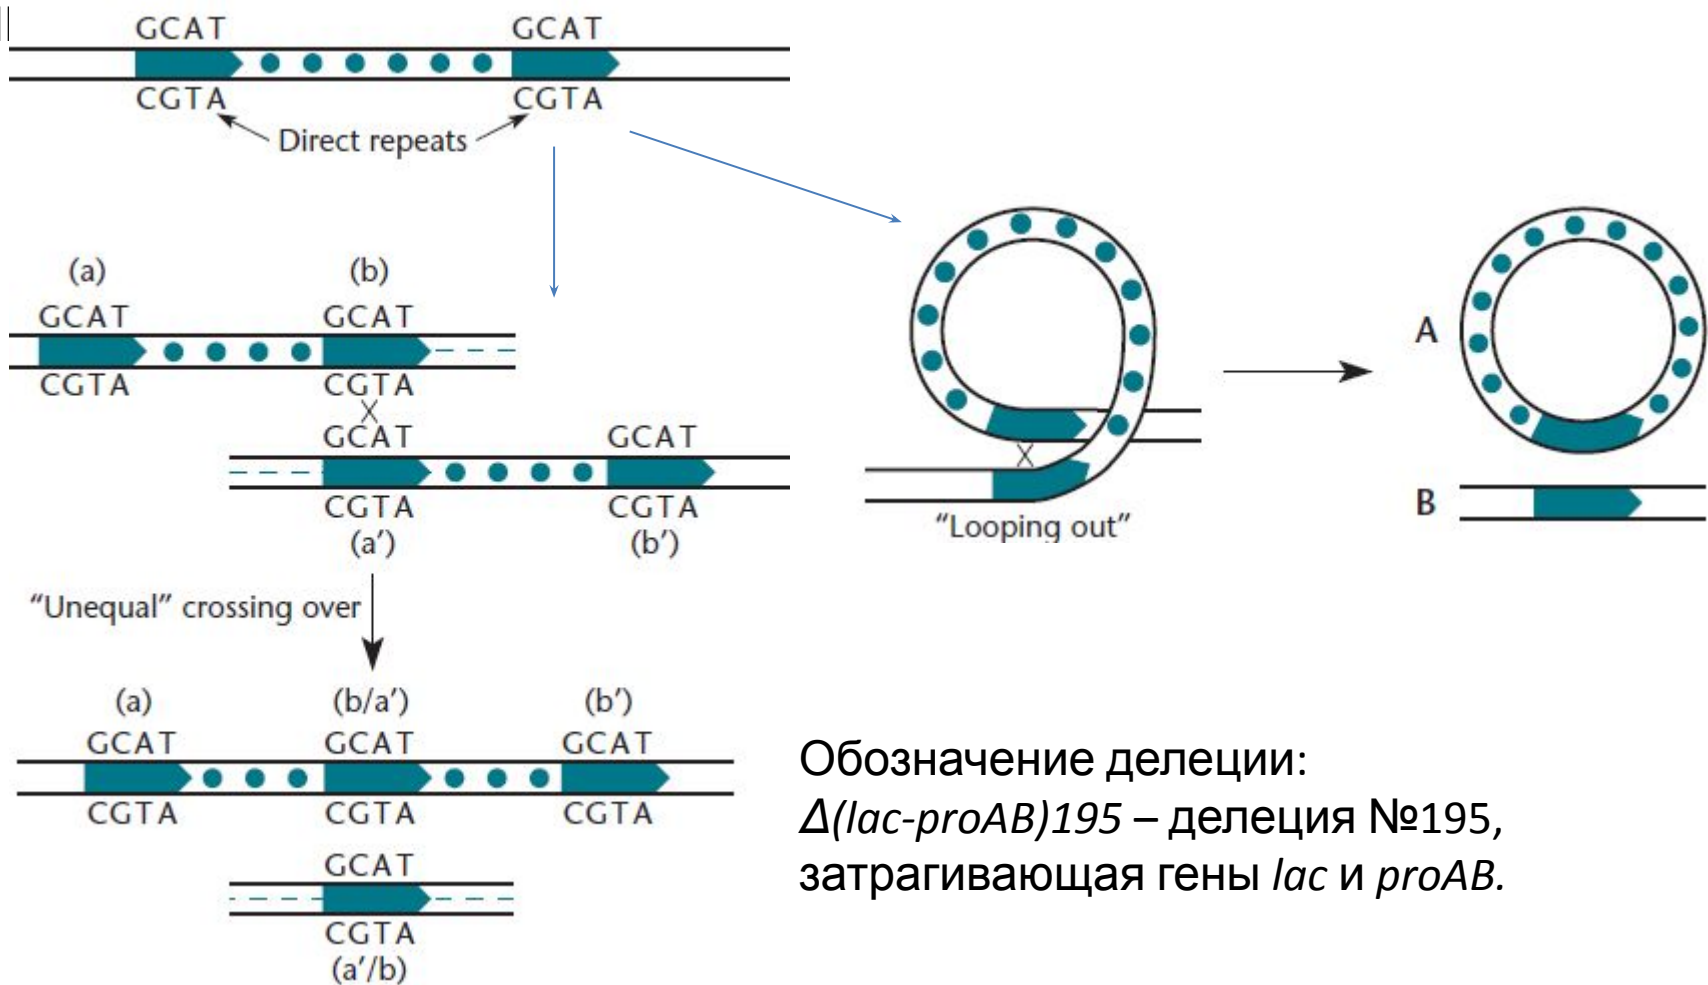 GCAT GCAT
CGTA CGTA
Direct repeats
(a) (b)
GCAT GCAT
CGTA CGTA
X
GCAT GCAT
CGTA CGTA
(a′) (b′)
"Unequal" crossing over
(a) (b/a′) (b′)
GCAT GCAT GCAT
CGTA CGTA CGTA
GCAT
CGTA
(a′/b)
X
"Looping out"
A
B
Обозначение делеции:
Δ(lac-proAB)195 – делеция №195,
затрагивающая гены lac и proAB.